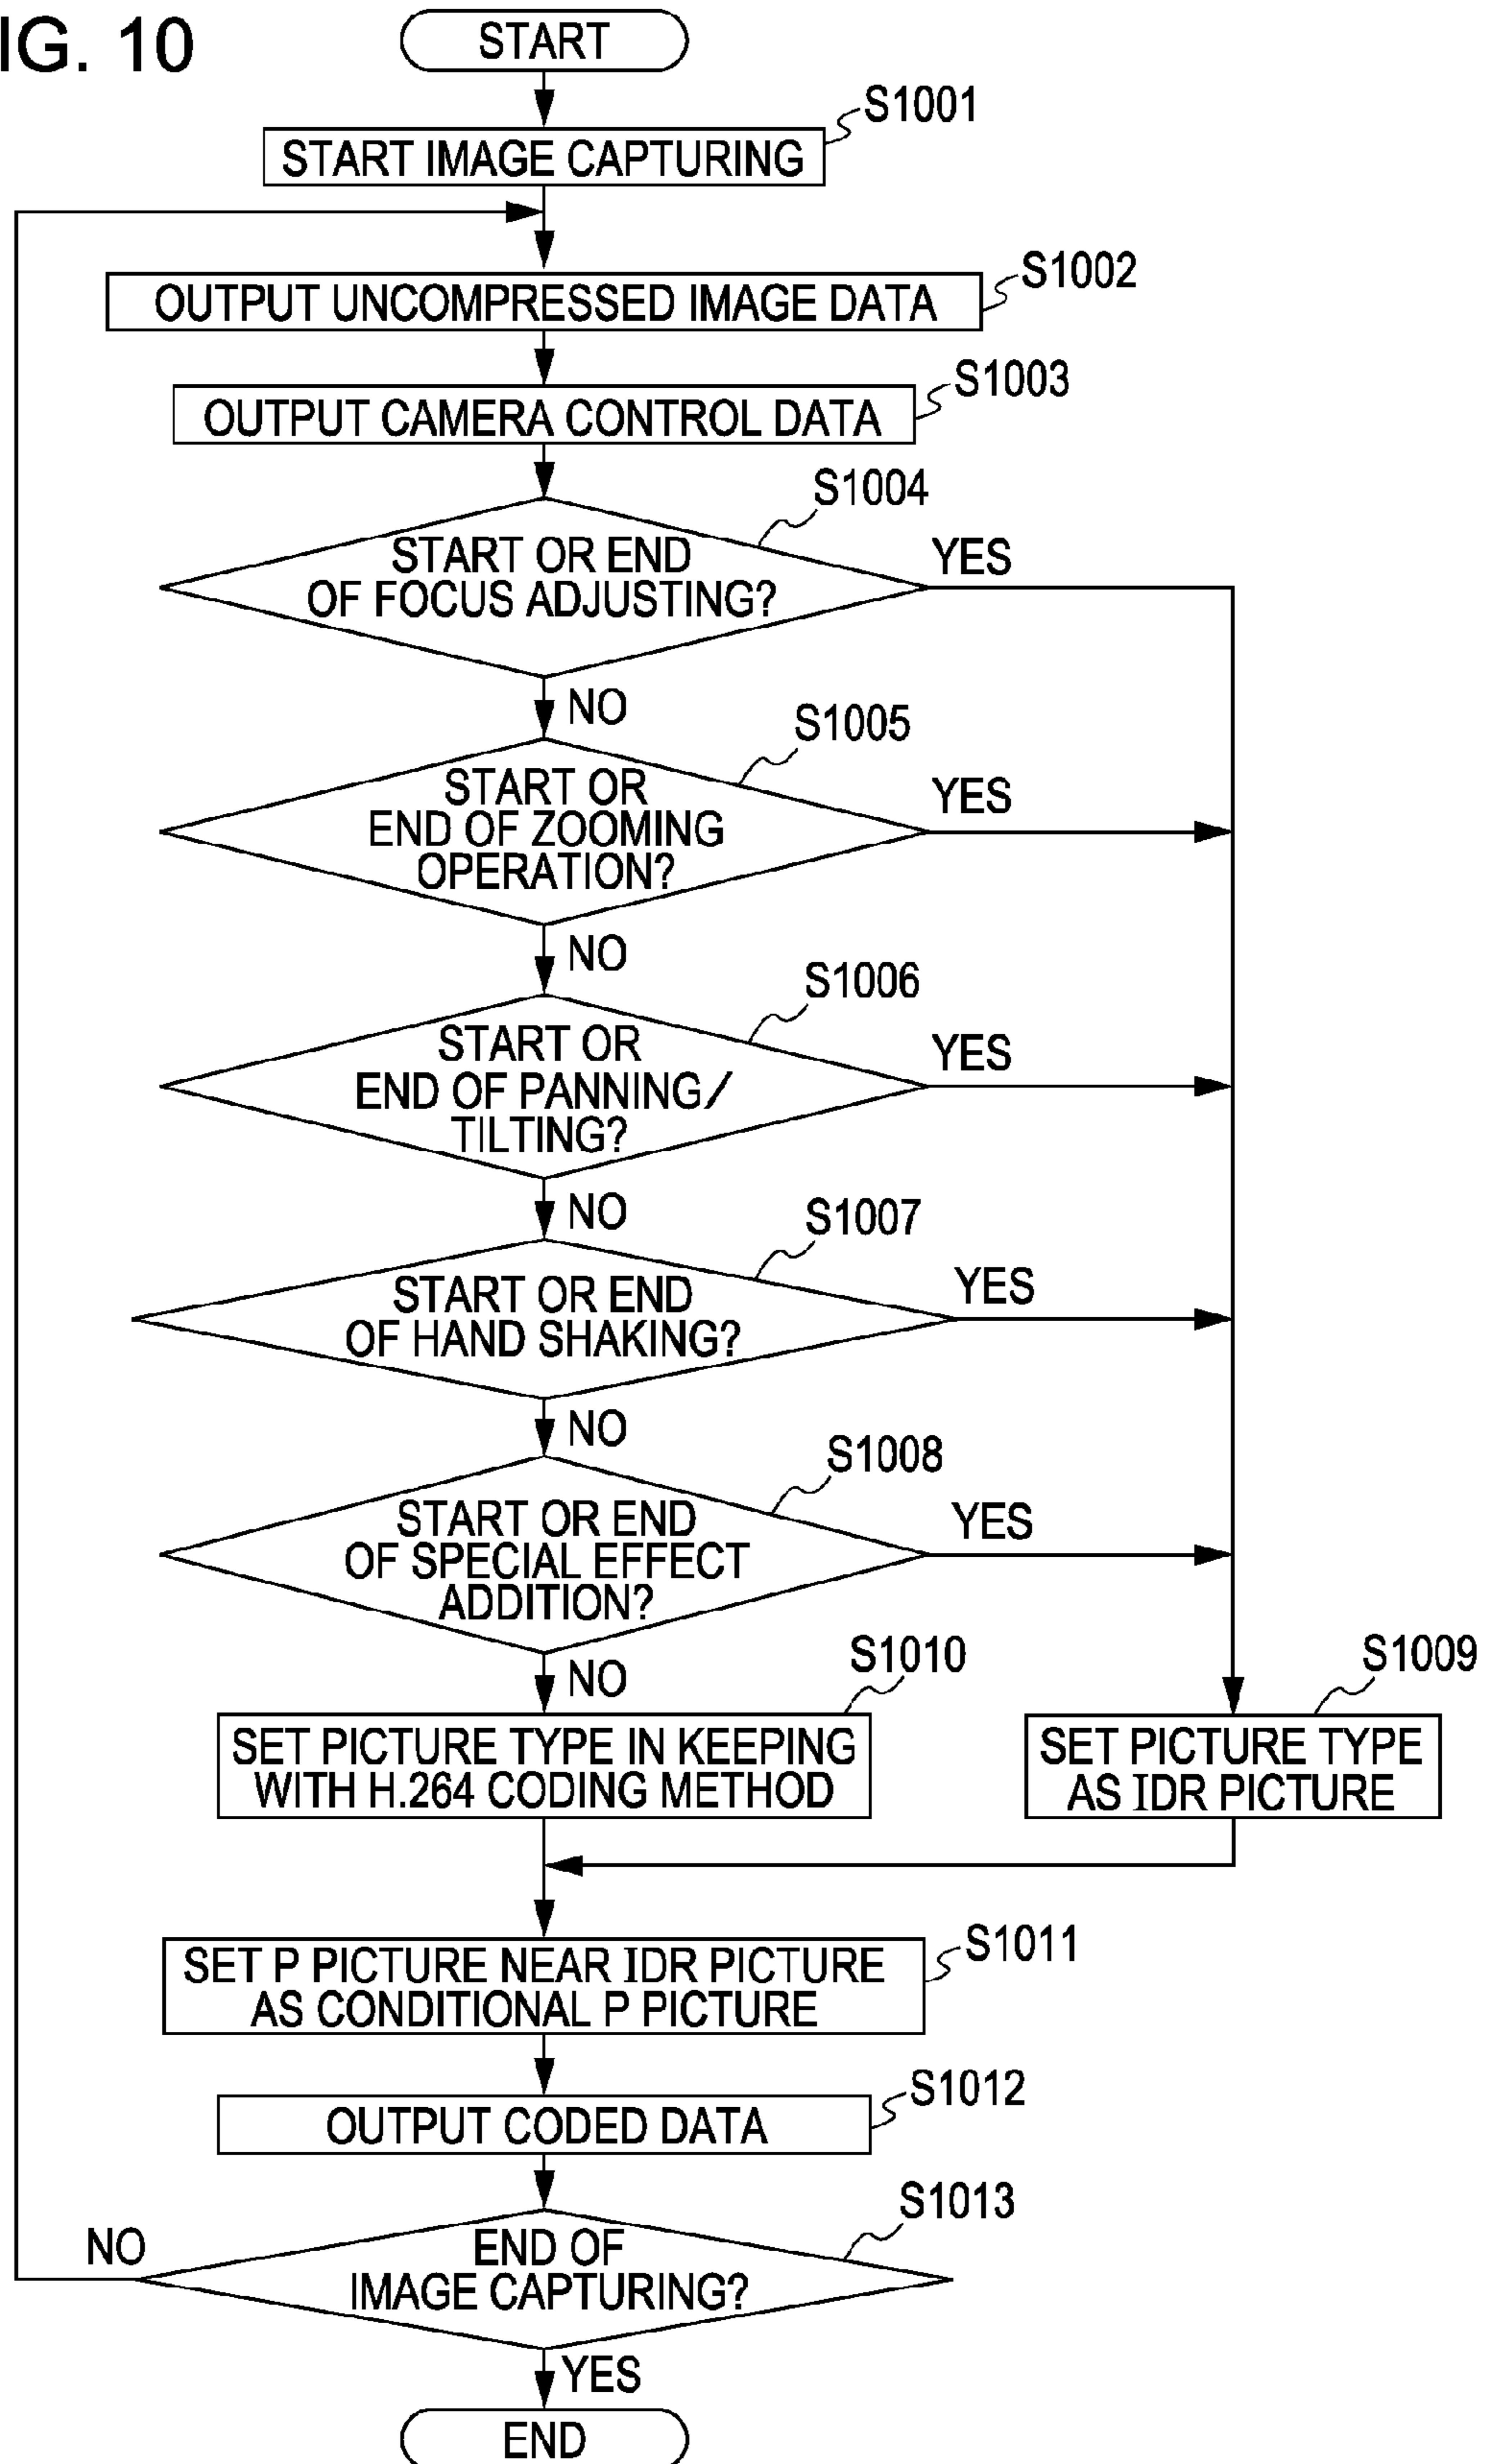 IG. 10
START
S1001
START IMAGE CAPTURING
S1002
OUTPUT UNCOMPRESSED IMAGE DATA
S1003
OUTPUT CAMERA CONTROL DATA
S1004
START OR END
OF FOCUS ADJUSTING?
YES
NO
S1005
START OR
END OF ZOOMING
OPERATION?
YES
NO
S1006
START OR
END OF PANNING/
TILTING?
YES
NO
S1007
START OR END
OF HAND SHAKING?
YES
NO
S1008
START OR END
OF SPECIAL EFFECT
ADDITION?
YES
NO
S1010
SET PICTURE TYPE IN KEEPING
WITH H.264 CODING METHOD
S1009
SET PICTURE TYPE
AS IDR PICTURE
S1011
SET P PICTURE NEAR IDR PICTURE
AS CONDITIONAL P PICTURE
S1012
OUTPUT CODED DATA
S1013
END OF
IMAGE CAPTURING?
NO
YES
END